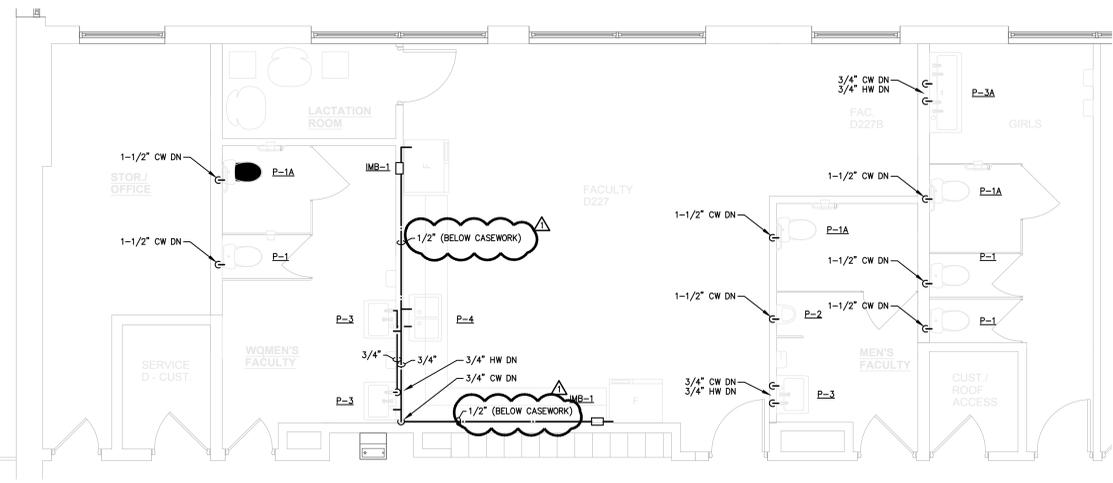 3/4" CW DN
3/4" HW DN
P-3A
LACTATION
ROOM
FAC.
D227B
GIRLS
1-1/2" CW DN
P-1A
IMB-1
F
STOR./
OFFICE
FACULTY
D227
1-1/2" CW DN
P-1A
1-1/2" CW DN
P-1A
1
1/2" (BELOW CASEWORK)
1-1/2" CW DN
P-1
1-1/2" CW DN
P-1
1-1/2" CW DN
P-2
1-1/2" CW DN
P-1
P-3
P-4
WOMEN'S
FACULTY
3/4"
3/4"
3/4" HW DN
3/4" CW DN
SERVICE
D - CUST.
MEN'S
FACULTY
CUST./
ROOF
ACCESS
P-3
1
IMB-1
F
1/2" (BELOW CASEWORK)
3/4" CW DN
3/4" HW DN
P-3